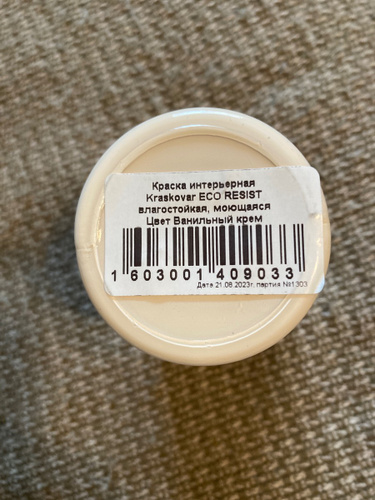 Краска интерьерная
Kraskovar ECO RESIST
влагостойкая, моющаяся
Цвет Ванильный крем
1 603001 409033
Дата 21.08.2023г. партия №1303